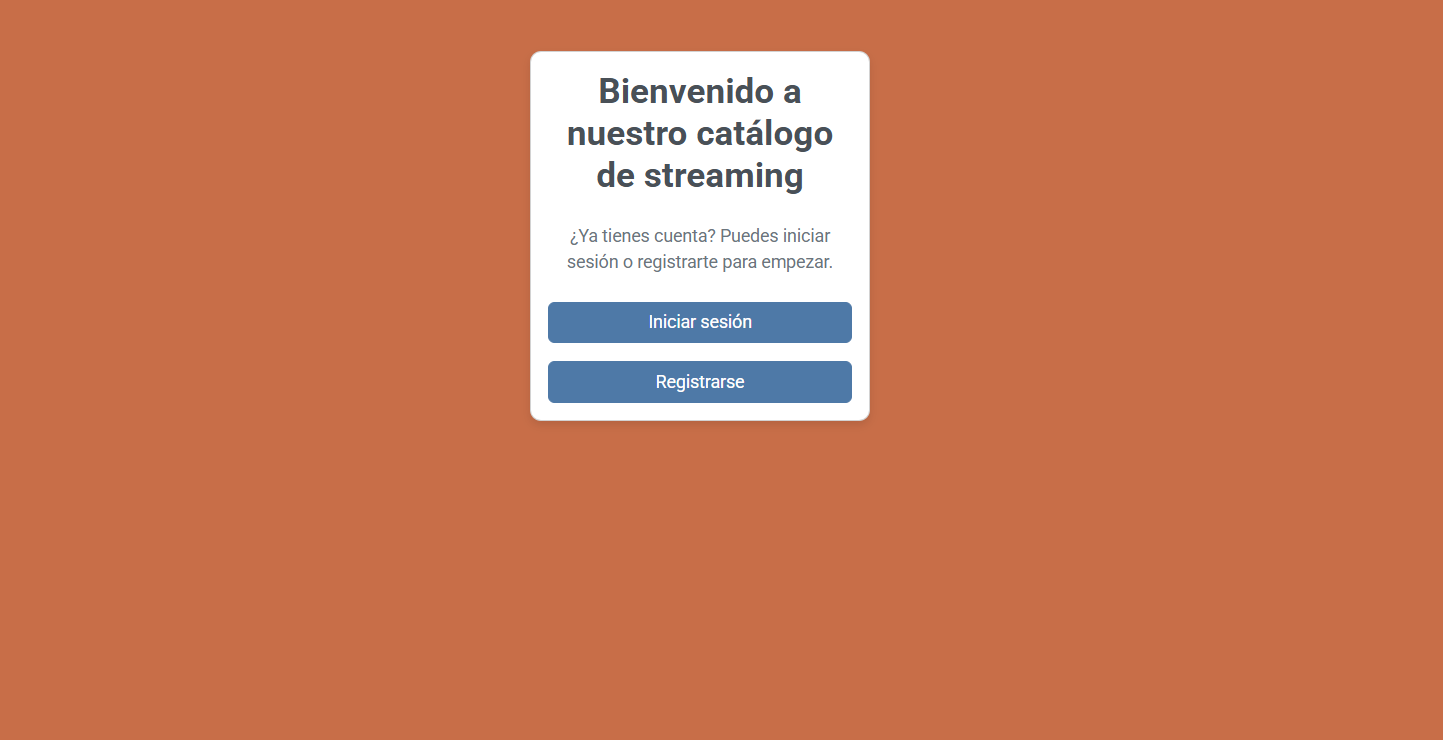 Bienvenido a
nuestro catálogo
de streaming
¿Ya tienes cuenta? Puedes iniciar
sesión o registrarte para empezar.
Iniciar sesión
Registrarse